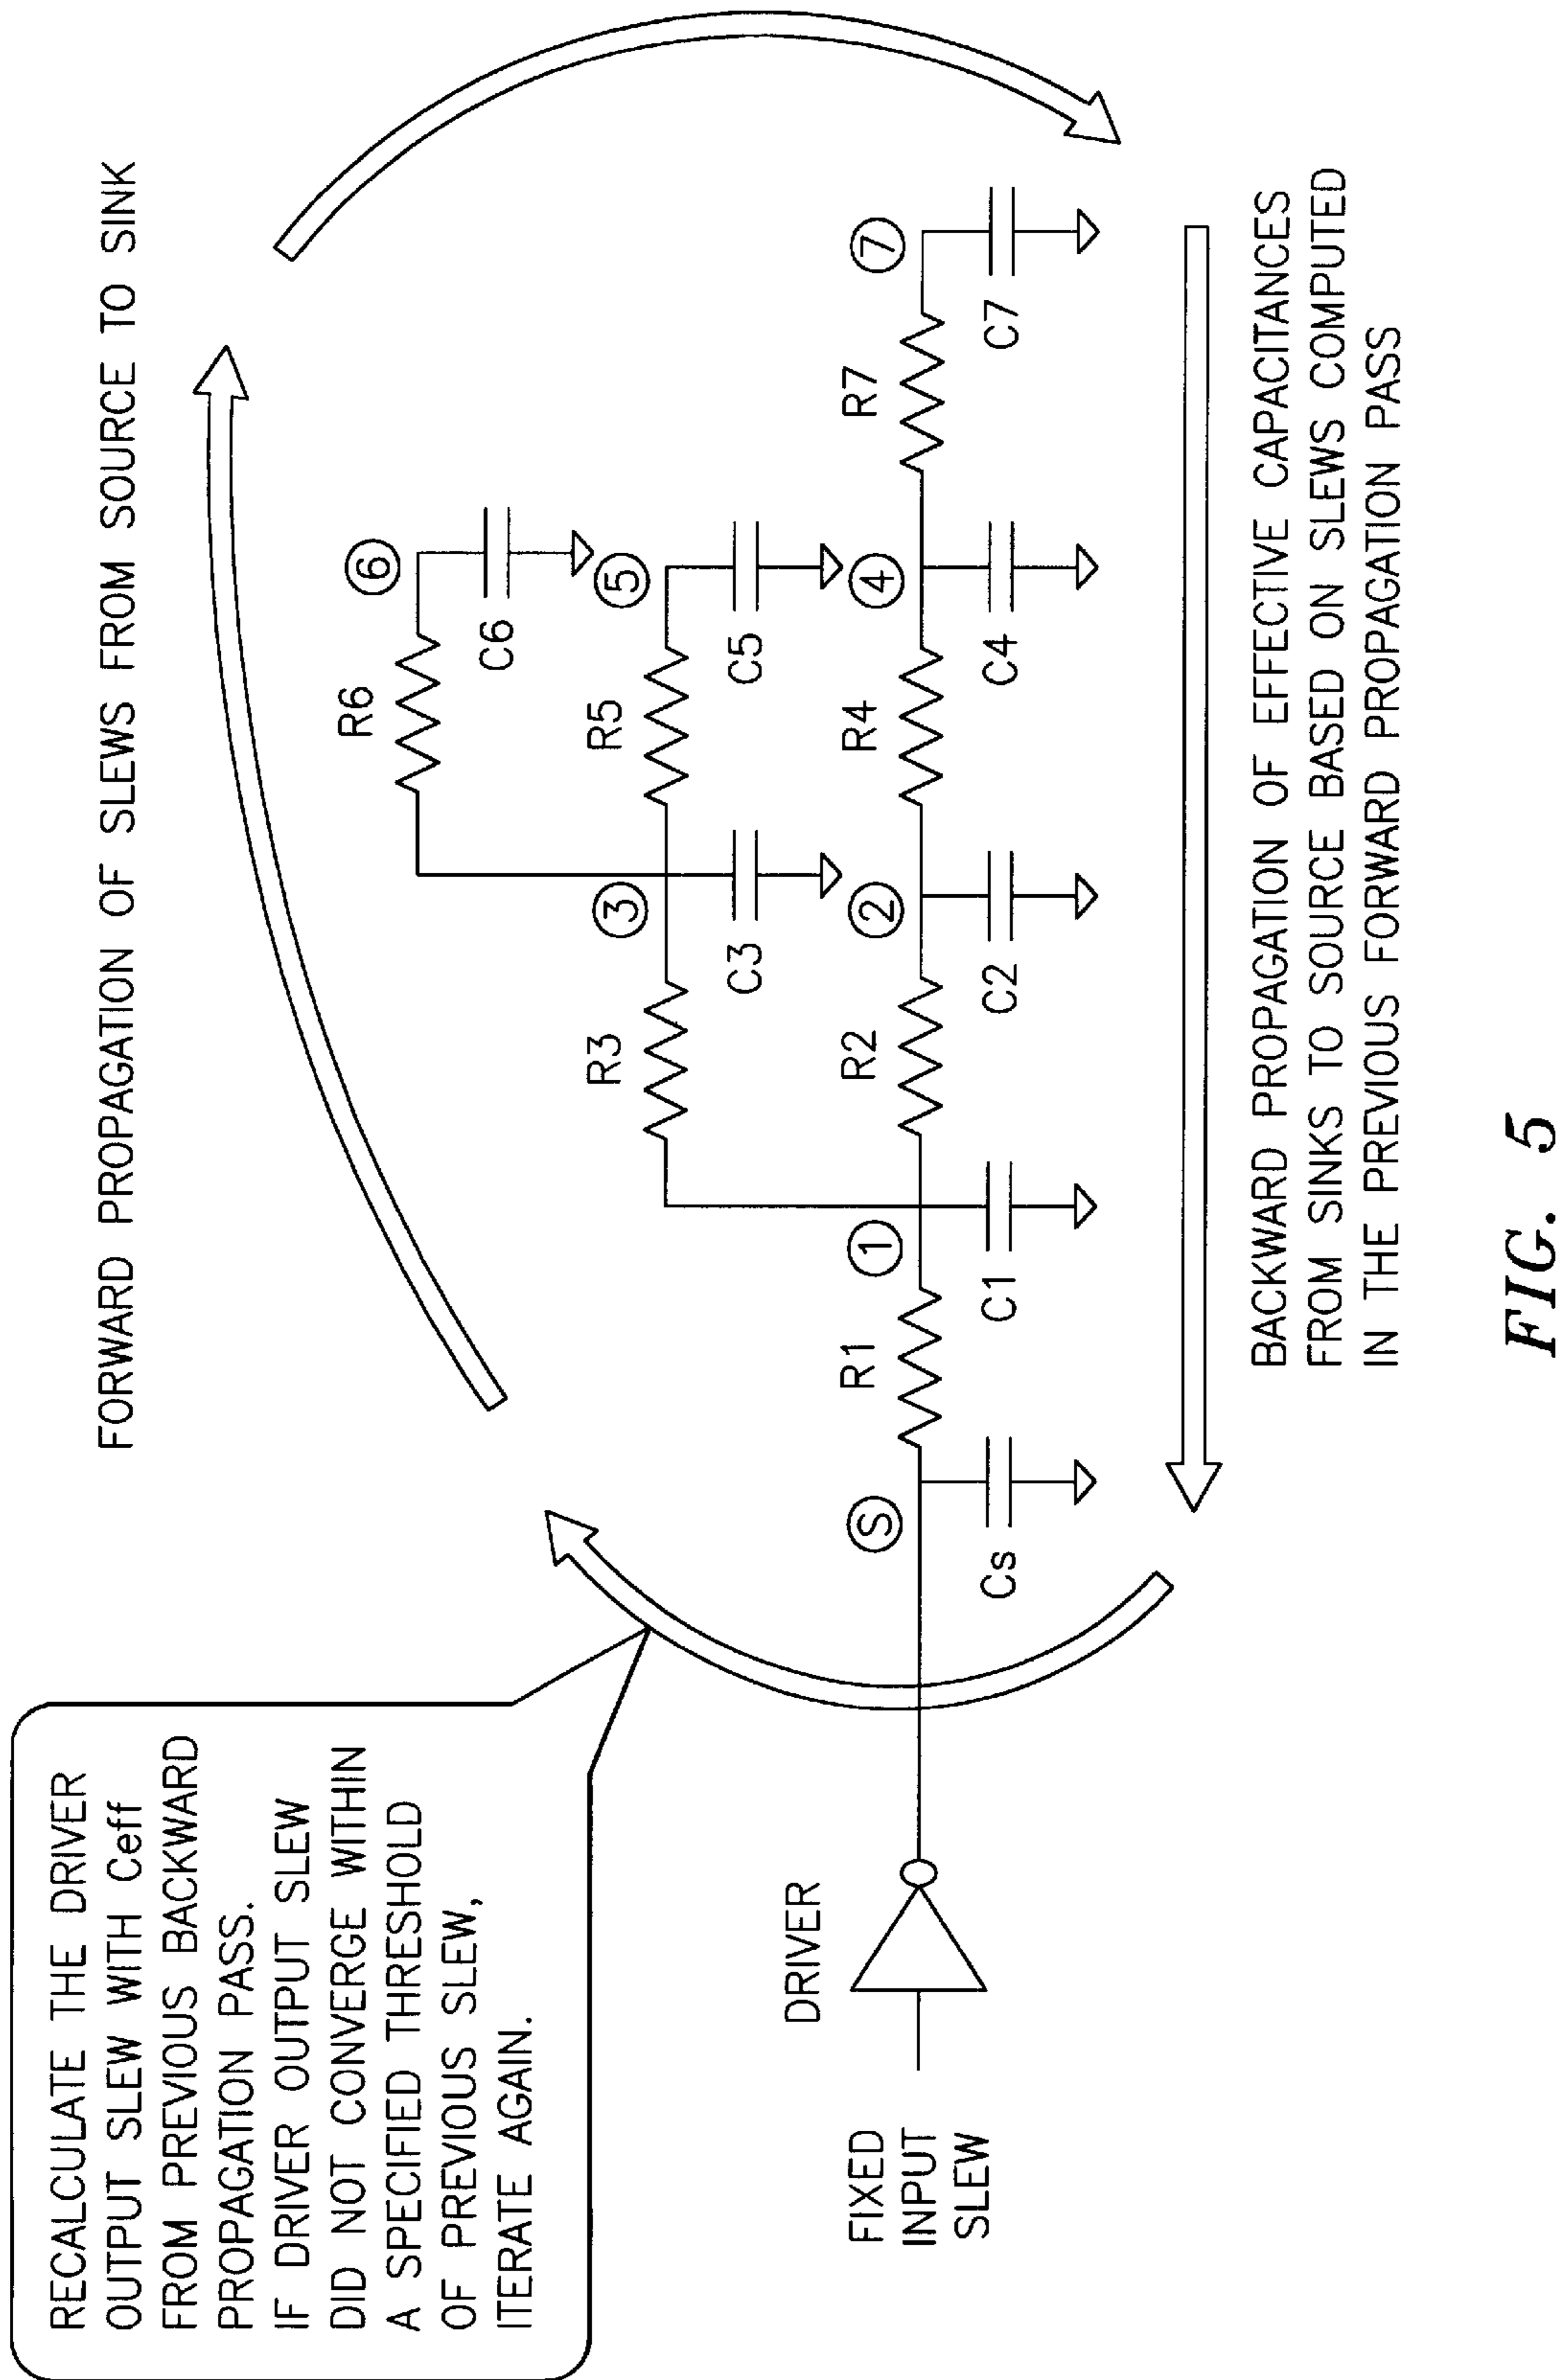 FORWARD PROPAGATION OF SLEWS FROM SOURCE TO SINK
RECALCULATE THE DRIVER
OUTPUT SLEW WITH Ceff
FROM PREVIOUS BACKWARD
PROPAGATION PASS.
IF DRIVER OUTPUT SLEW
DID NOT CONVERGE WITHIN
A SPECIFIED THRESHOLD
OF PREVIOUS SLEW,
ITERATE AGAIN.
R6
6
C6
R3
3
R5
5
C3
C5
DRIVER
FIXED
INPUT
SLEW
S
R1
1
R2
2
R4
4
R7
7
Cs
C1
C2
C4
C7
BACKWARD PROPAGATION OF EFFECTIVE CAPACITANCES
FROM SINKS TO SOURCE BASED ON SLEWS COMPUTED
IN THE PREVIOUS FORWARD PROPAGATION PASS
FIG. 5